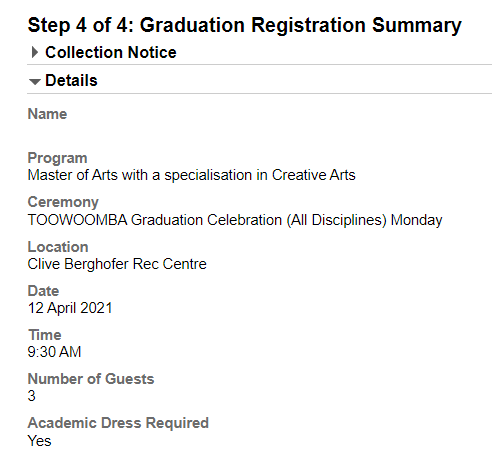 Step 4 of 4: Graduation Registration Summary
Collection Notice
Details
Name
Program
Master of Arts with a specialisation in Creative Arts
Ceremony
TOOWOOMBA Graduation Celebration (All Disciplines) Monday
Location
Clive Berghofer Rec Centre
Date
12 April 2021
Time
9:30 AM
Number of Guests
3
Academic Dress Required
Yes